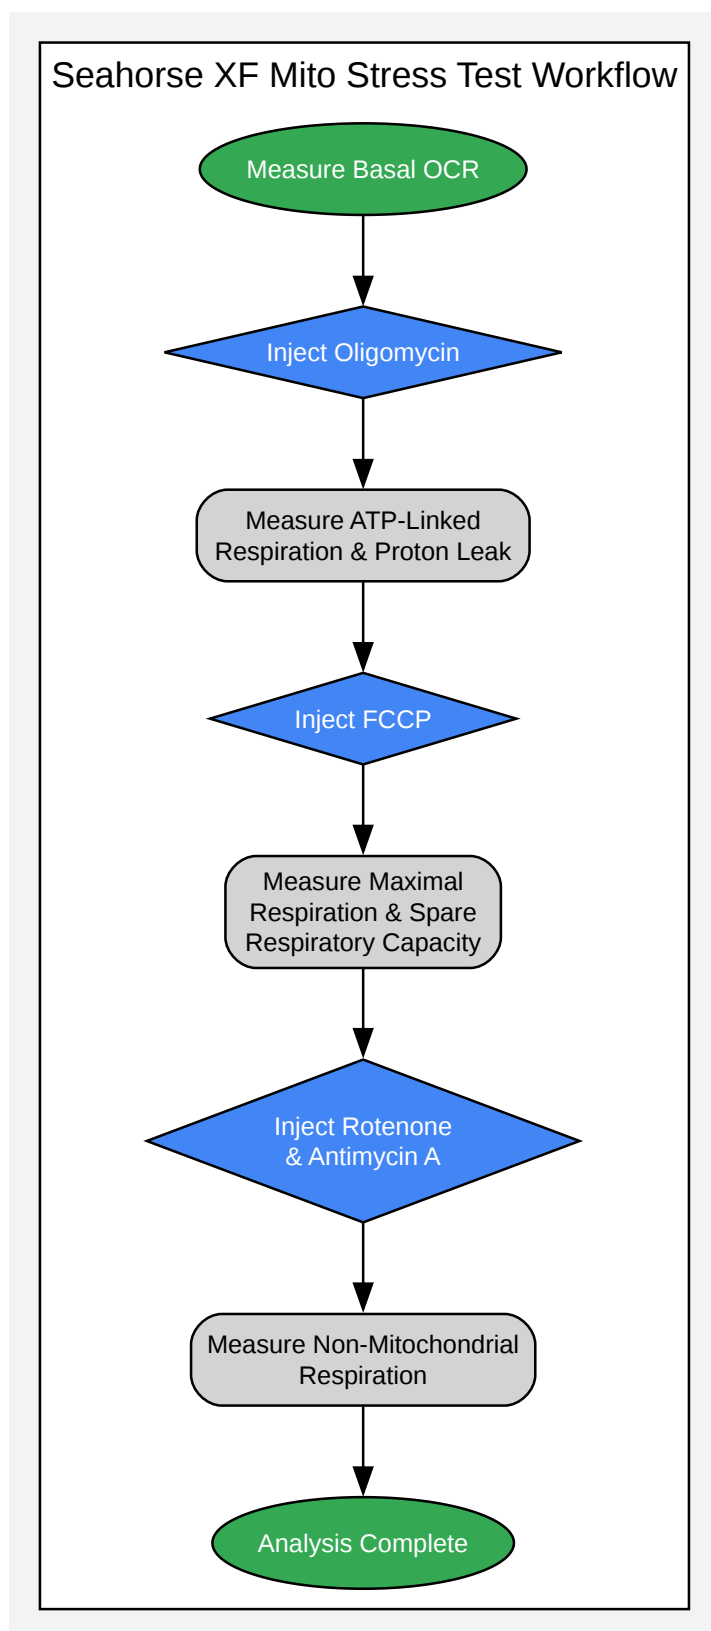 Seahorse XF Mito Stress Test Workflow
Measure Basal OCR
Inject Oligomycin
Measure ATP-Linked
Respiration & Proton Leak
Inject FCCP
Measure Maximal
Respiration & Spare
Respiratory Capacity
Inject Rotenone
& Antimycin A
Measure Non-Mitochondrial
Respiration
Analysis Complete